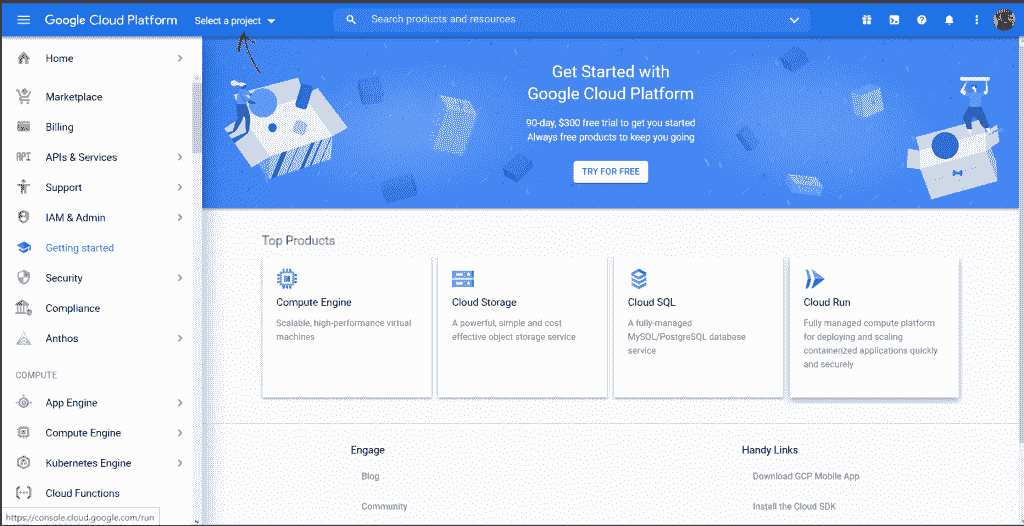 Google Cloud Platform
Select a project
Search products and resources
Home
Marketplace
Billing
API APIs & Services
Support
IAM & Admin
Getting started
Security
Compliance
Anthos
COMPUTE
App Engine
Compute Engine
Kubernetes Engine
Cloud Functions
https://console.cloud.google.com/run
Get Started with
Google Cloud Platform
90-day, $300 free trial to get you started
Always free products to keep you going
TRY FOR FREE
Top Products
Compute Engine
Scalable, high-performance virtual
machines
Cloud Storage
A powerful, simple and cost
effective object storage service
Cloud SQL
A fully-managed
MySQL/PostgreSQL database
service
Cloud Run
Fully managed compute platform
for deploying and scaling
containerized applications quickly
and securely
Engage
Blog
Community
Handy Links
Download GCP Mobile App
Install the Cloud SDK